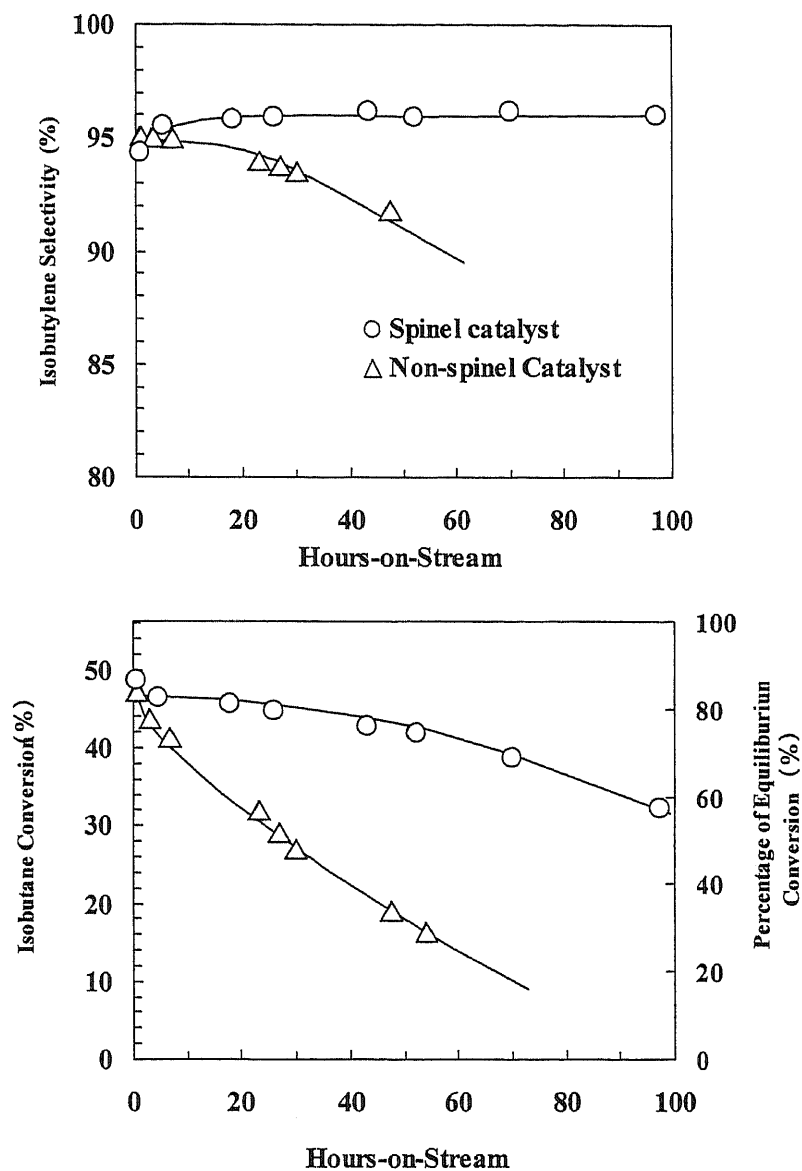 100
95
90
85
80
Isobutylene Selectivity (%)
Spinel catalyst
Non-spinel Catalyst
0 20 40 60 80 100
Hours-on-Stream
50
40
30
20
10
0
Isobutane Conversion(%)
100
80
60
40
20
0
Percentage of Equiliburiun
Conversion (%)
0 20 40 60 80 100
Hours-on-Stream